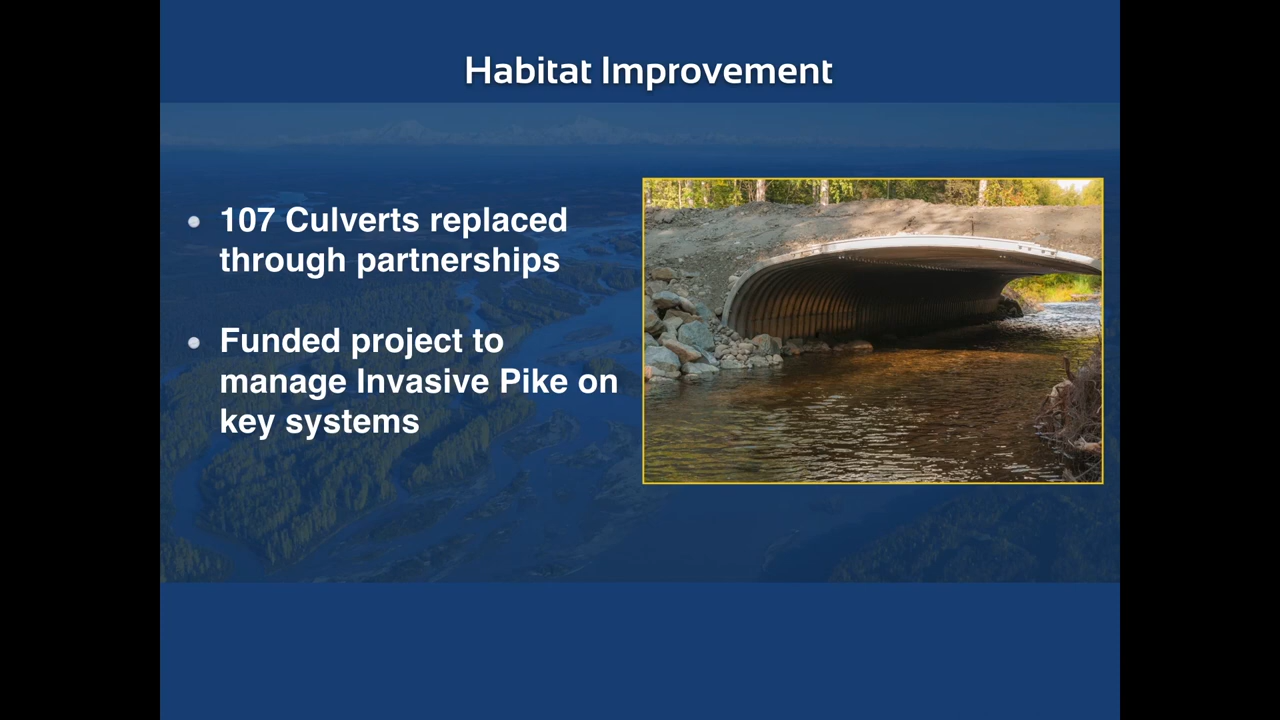 Habitat Improvement
• 107 Culverts replaced
through partnerships
• Funded project to
manage Invasive Pike on
key systems